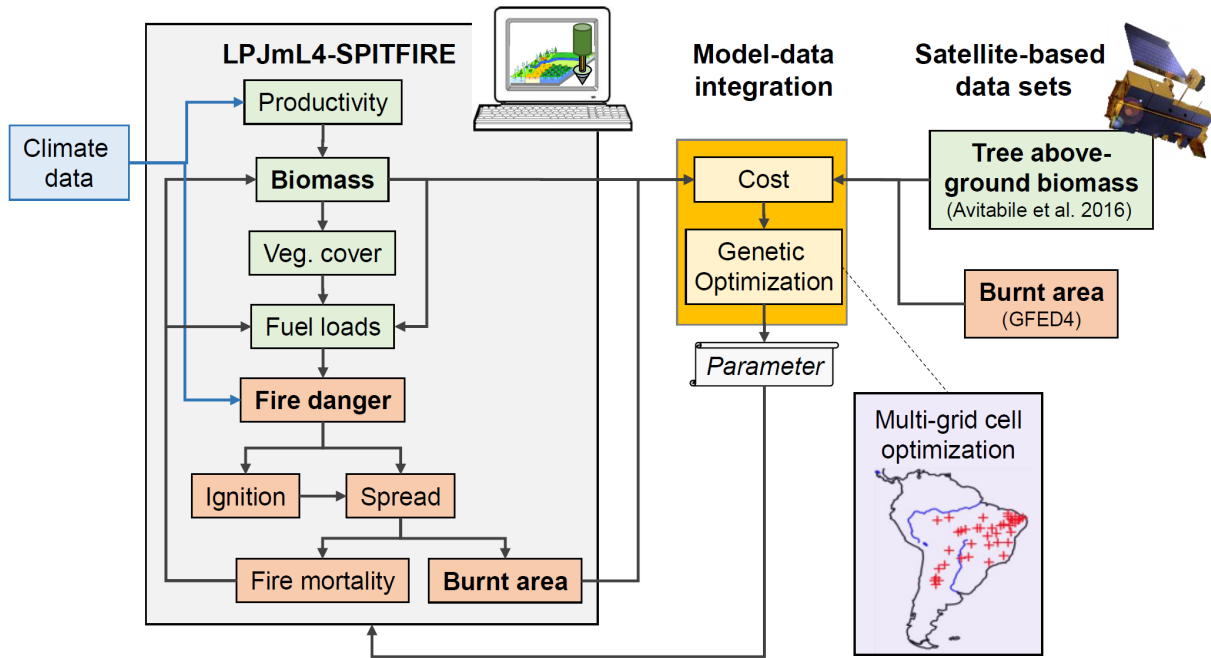 LPJmL4-SPITFIRE
Model-data
integration
Satellite-based
data sets
Climate
data
Productivity
Biomass
Veg. cover
Fuel loads
Fire danger
Ignition
Spread
Fire mortality
Burnt area
Cost
Genetic
Optimization
Parameter
Tree above-
ground biomass
(Avitabile et al. 2016)
Burnt area
(GFED4)
Multi-grid cell
optimization